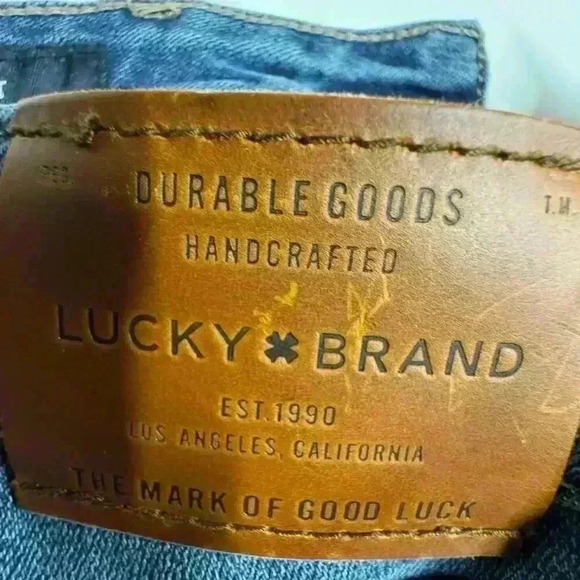 DURABLE GOODS
T.M.
HANDCRAFTED
LUCKY BRAND
EST. 1990
LOS ANGELES, CALIFORNIA
THE MARK OF GOOD LUCK